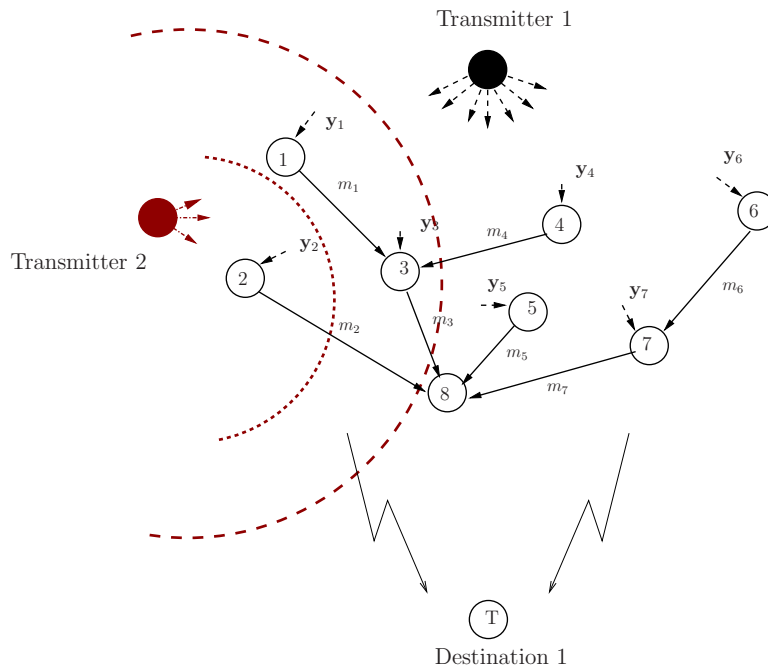 Transmitter 1
y1
y6
1
m1
y4
Transmitter 2
y2
y3
4
m4
6
2
3
y5
5
y7
m6
m2
m3
m5
7
8
m7
T
Destination 1